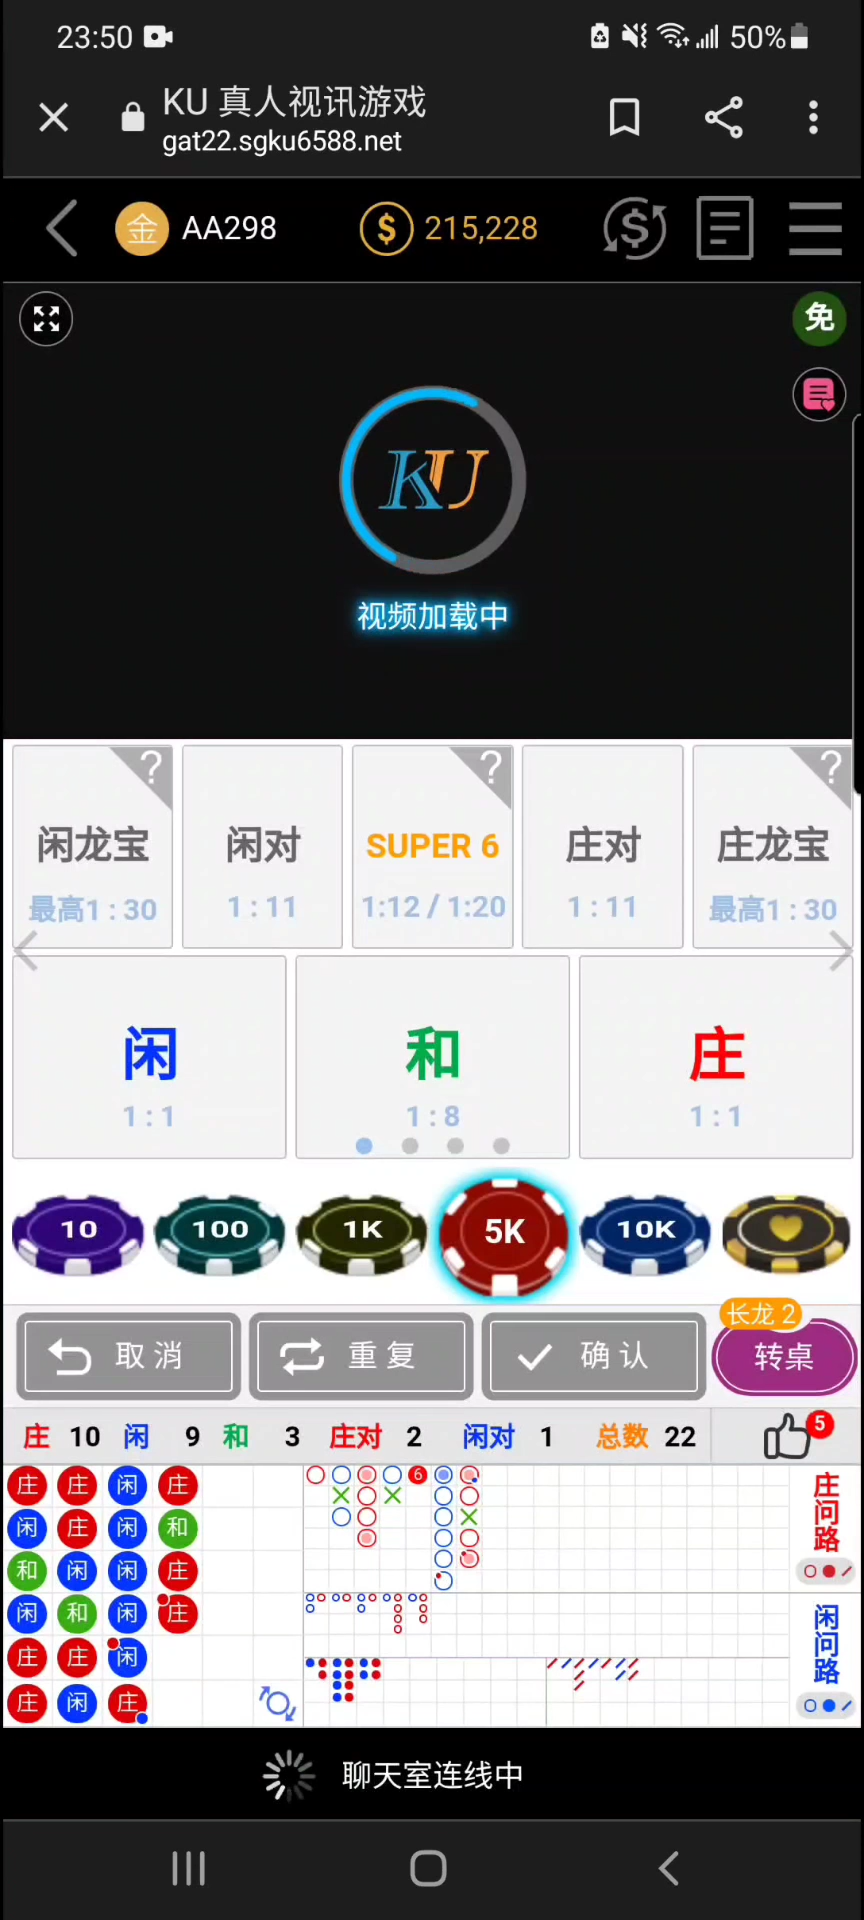 23:50
50%
KU 真人视讯游戏
gat22.sgku6588.net
金 AA298 $ 215,228
免
KU
视频加载中
闲龙宝 闲对 SUPER 6 庄对 庄龙宝
最高1 : 30 1 : 11 1:12 / 1:20 1 : 11 最高1 : 30
闲 和 庄
1 : 1 1 : 8 1 : 1
10 100 1K 5K 10K
长龙 2
取消 重复 确认 转桌
庄 10 闲 9 和 3 庄对 2 闲对 1 总数 22 5
庄 庄 闲 庄
闲 庄 闲 和
和 闲 闲 庄
闲 和 闲 庄
庄 庄 闲
庄 闲 庄
6
庄问路
闲问路
聊天室连线中